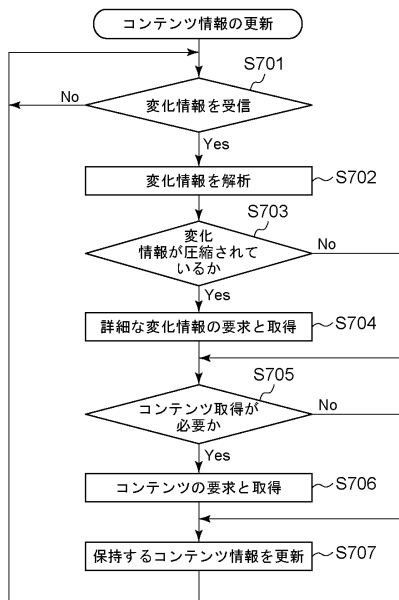 コンテンツ情報の更新
S701
No
変化情報を受信
Yes
変化情報を解析
S702
S703
変化
情報が圧縮されて
いるか
No
Yes
詳細な変化情報の要求と取得
S704
S705
コンテンツ取得が
必要か
No
Yes
コンテンツの要求と取得
S706
保持するコンテンツ情報を更新
S707